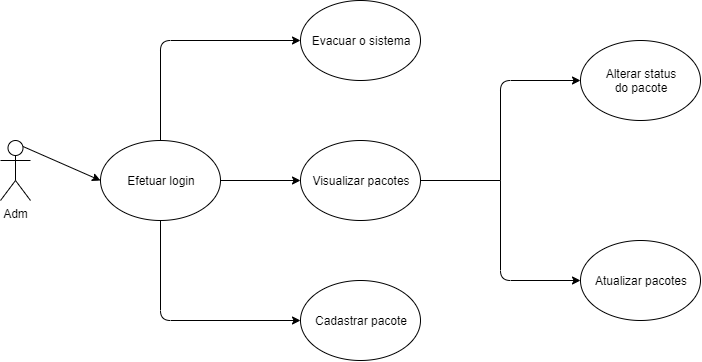 Evacuar o sistema
Alterar status
do pacote
Efetuar login
Visualizar pacotes
Adm
Atualizar pacotes
Cadastrar pacote